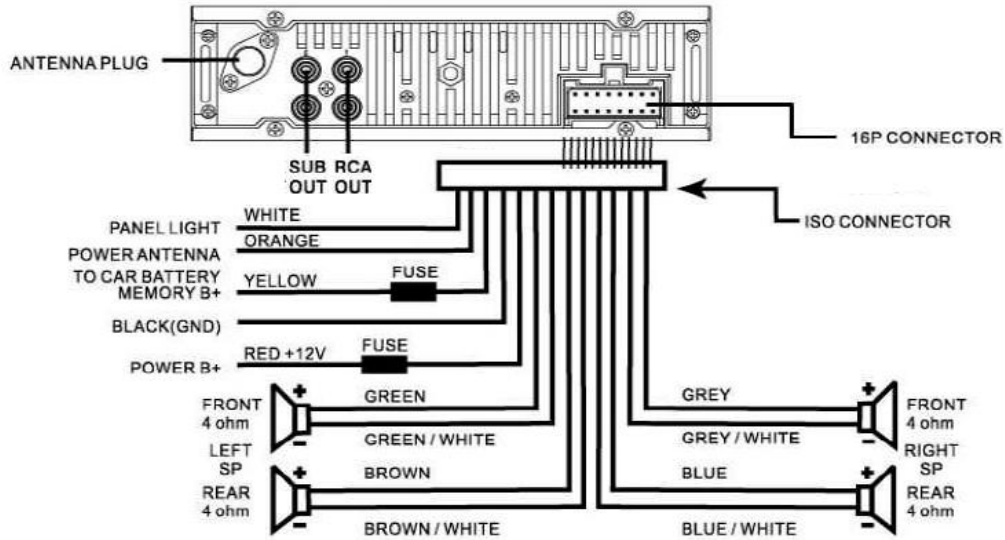 ANTENNA PLUG
16P CONNECTOR
SUB RCA
OUT OUT
ISO CONNECTOR
WHITE
PANEL LIGHT
ORANGE
POWER ANTENNA
TO CAR BATTERY
MEMORY B+
YELLOW
FUSE
BLACK(GND)
POWER B+
RED +12V
FUSE
FRONT
4 ohm
+
-
GREEN
GREEN / WHITE
LEFT
SP
REAR
4 ohm
+
-
BROWN
BROWN / WHITE
GREY
GREY / WHITE
+
-
FRONT
4 ohm
RIGHT
SP
BLUE
BLUE / WHITE
+
-
REAR
4 ohm